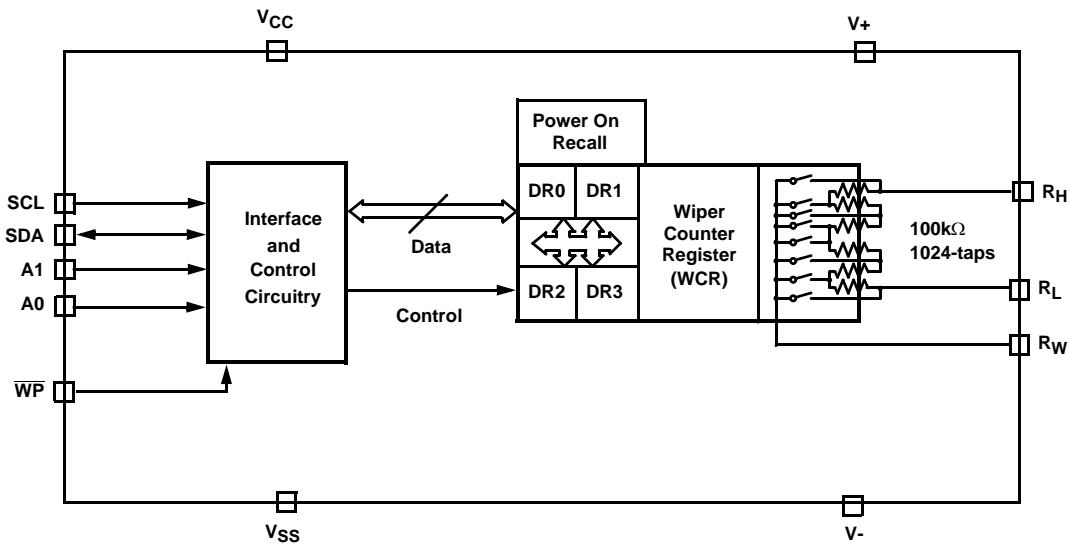 VCC
V+
Power On
Recall
DR0
DR1
DR2
DR3
Wiper
Counter
Register
(WCR)
SCL
SDA
A1
A0
WP
Interface
and
Control
Circuitry
Data
Control
100kΩ
1024-taps
RH
RL
RW
VSS
V-